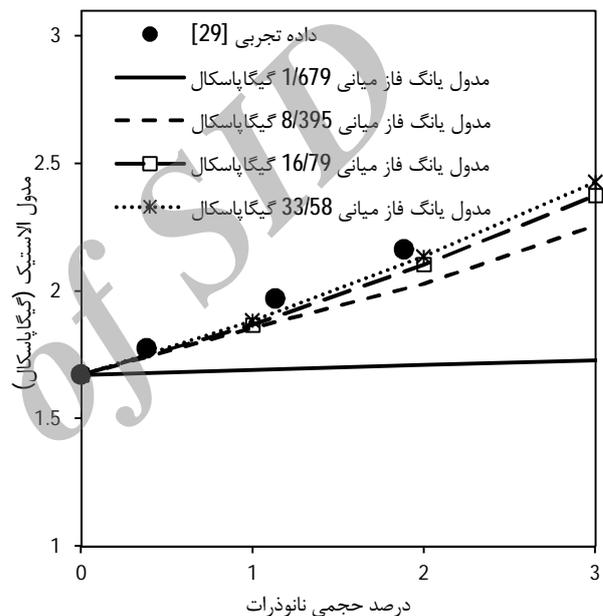 داده تجربی [29]
مدول یانگ فاز میانی 1/679 گیگاپاسکال
مدول یانگ فاز میانی 8/395 گیگاپاسکال
مدول یانگ فاز میانی 16/79 گیگاپاسکال
مدول یانگ فاز میانی 33/58 گیگاپاسکال
مدول الاستیک (گیگاپاسکال)
3
2.5
2
1.5
1
0 1 2 3
درصد حجمی نانوذرات
of SID